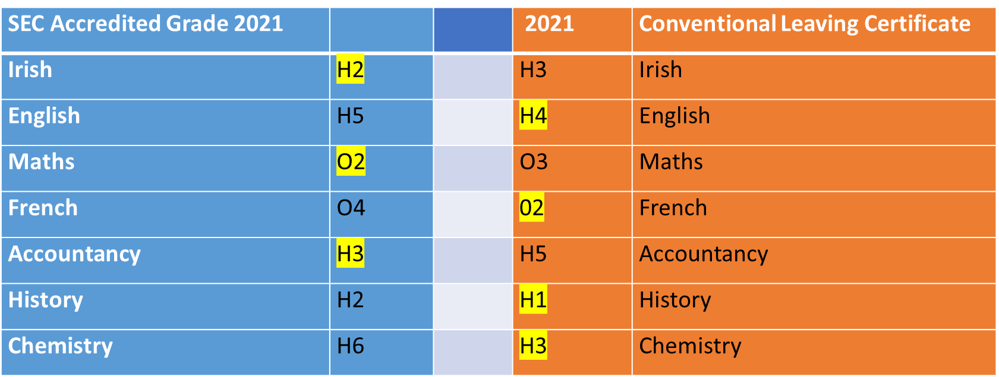 SEC Accredited Grade 2021 2021 Conventional Leaving Certificate
Irish H2 H3 Irish
English H5 H4 English
Maths O2 O3 Maths
French O4 02 French
Accountancy H3 H5 Accountancy
History H2 H1 History
Chemistry H6 H3 Chemistry